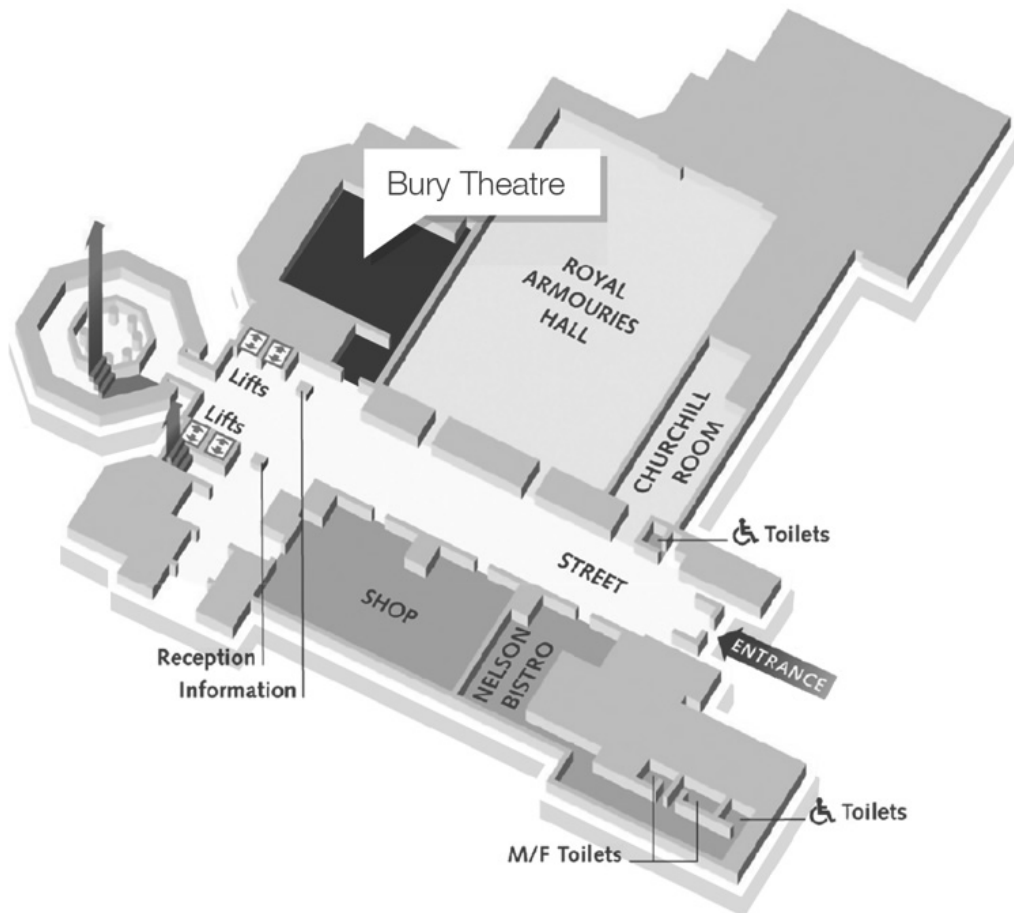 Bury Theatre
ROYAL
ARMOURIES
HALL
Lifts
Lifts
CHURCHILL
ROOM
Toilets
STREET
SHOP
NELSON
BISTRO
ENTRANCE
Reception
Information
Toilets
M/F Toilets